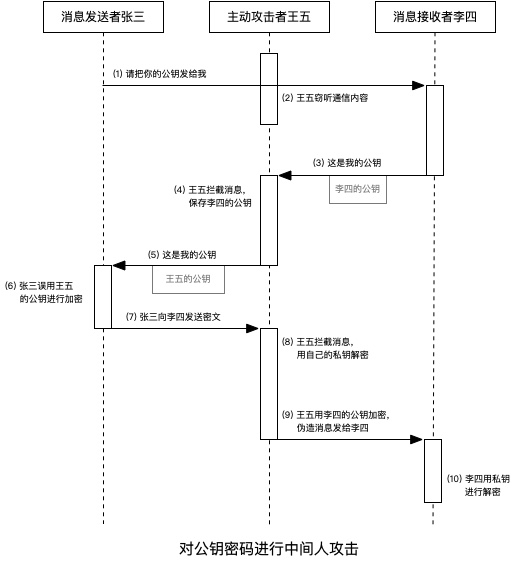 消息发送者张三
主动攻击者王五
消息接收者李四
(1) 请把你的公钥发给我
(2) 王五窃听通信内容
(3) 这是我的公钥
李四的公钥
(4) 王五拦截消息，
保存李四的公钥
(5) 这是我的公钥
王五的公钥
(6) 张三误用王五
的公钥进行加密
(7) 张三向李四发送密文
(8) 王五拦截消息，
用自己的私钥解密
(9) 王五用李四的公钥加密，
伪造消息发给李四
(10) 李四用私钥
进行解密
对公钥密码进行中间人攻击